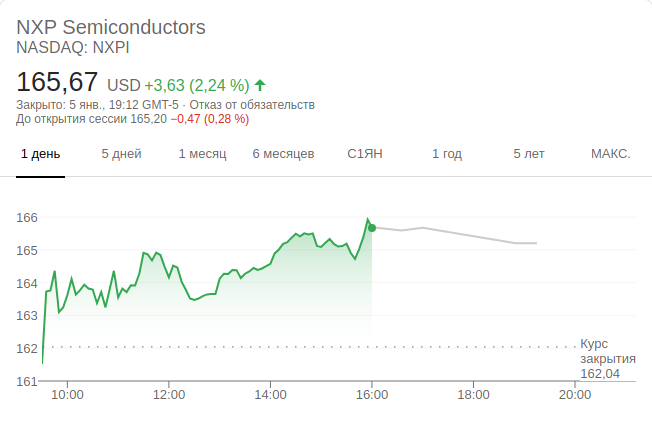 NXP Semiconductors
NASDAQ: NXPI
165,67 USD +3,63 (2,24 %)
Закрыто: 5 янв., 19:12 GMT-5 · Отказ от обязательств
До открытия сессии 165,20 −0,47 (0,28 %)
1 день 5 дней 1 месяц 6 месяцев С1ЯН 1 год 5 лет МАКС.
166
165
164
163
162
161
Курс
закрытия
162,04
10:00 12:00 14:00 16:00 18:00 20:00